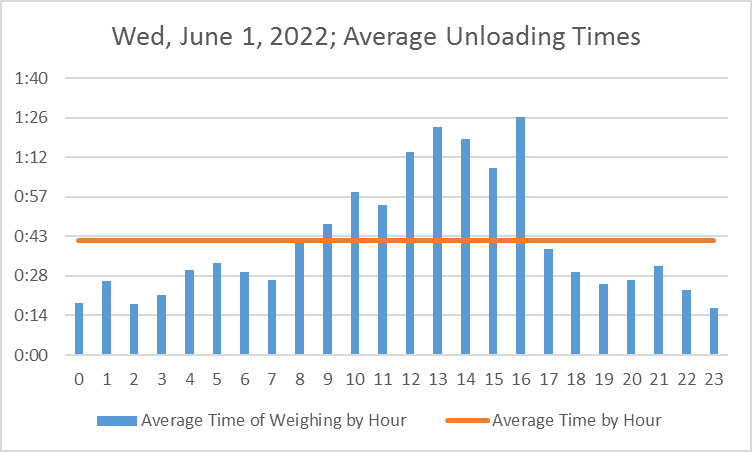 Wed, June 1, 2022; Average Unloading Times
1:40
1:26
1:12
0:57
0:43
0:28
0:14
0:00
0 1 2 3 4 5 6 7 8 9 10 11 12 13 14 15 16 17 18 19 20 21 22 23
Average Time of Weighing by Hour Average Time by Hour